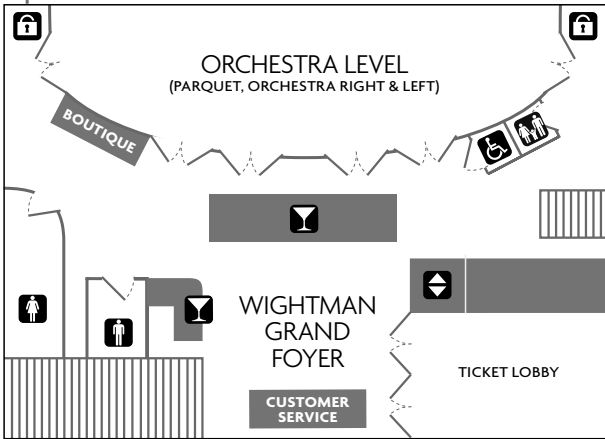 ORCHESTRA LEVEL
(PARQUET, ORCHESTRA RIGHT & LEFT)
BOUTIQUE
WIGHTMAN
GRAND
FOYER
TICKET LOBBY
CUSTOMER
SERVICE